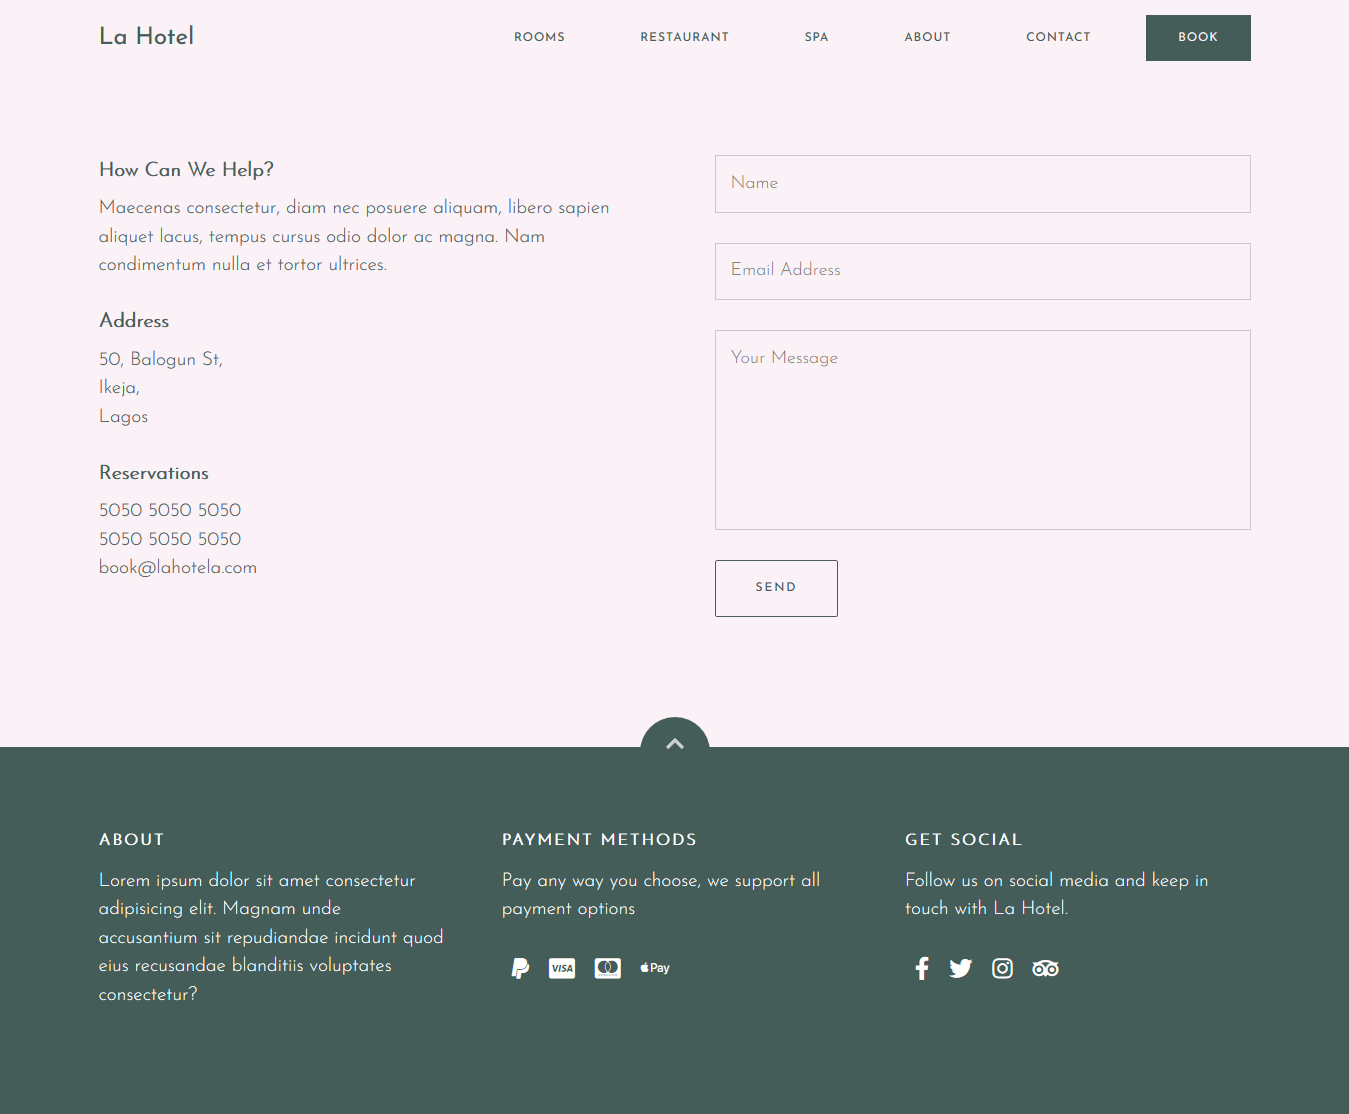 La Hotel
ROOMS
RESTAURANT
SPA
ABOUT
CONTACT
BOOK
How Can We Help?
Maecenas consectetur, diam nec posuere aliquam, libero sapien
aliquet lacus, tempus cursus odio dolor ac magna. Nam
condimentum nulla et tortor ultrices.
Address
50, Balogun St,
Ikeja,
Lagos
Reservations
5050 5050 5050
5050 5050 5050
book@lahotela.com
Name
Email Address
Your Message
SEND
ABOUT
Lorem ipsum dolor sit amet consectetur
adipisicing elit. Magnam unde
accusantium sit repudiandae incidunt quod
eius recusandae blanditiis voluptates
consectetur?
PAYMENT METHODS
Pay any way you choose, we support all
payment options
VISA
Pay
GET SOCIAL
Follow us on social media and keep in
touch with La Hotel.